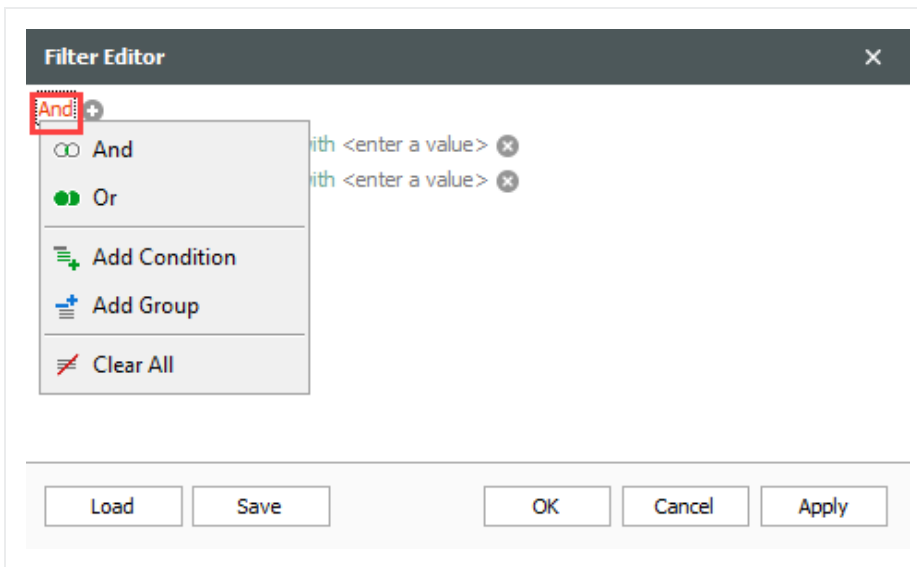 Filter Editor
And
And
ith <enter a value>
Or
ith <enter a value>
Add Condition
Add Group
Clear All
Load Save OK Cancel Apply